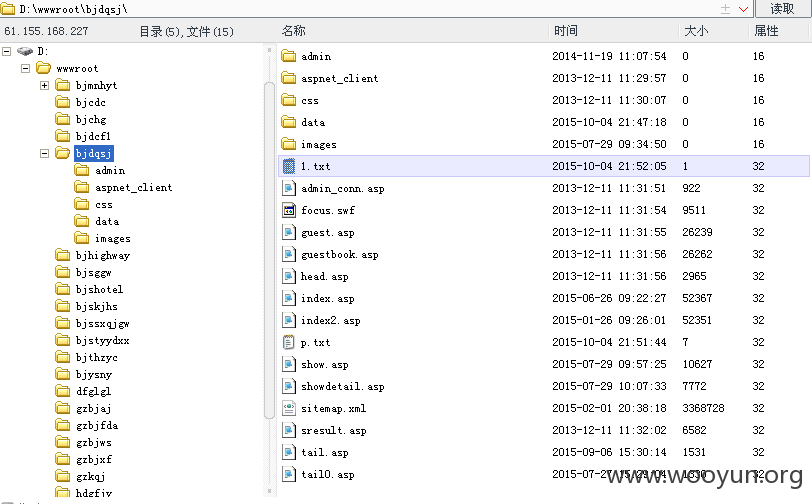 D:\wwwroot\bjdqsj\ 读取
61.155.168.227 目录(5),文件(15) 名称 时间 大小 属性
D:
wwwroot
bjmnhyt
bjcdc
bjchg
bjdcfl
bjdqsj
admin
aspnet_client
css
data
images
bjhighway
bjsggw
bjshotel
bjskjhs
bjssxqjgw
bjstyydxx
bjthzyc
bjysny
dfglgl
gzbjaj
gzbjfda
gzbjws
gzbjxf
gzkqj
hdgfjy
admin 2014-11-19 11:07:54 0 16
aspnet_client 2013-12-11 11:29:57 0 16
css 2013-12-11 11:30:07 0 16
data 2015-10-04 21:47:18 0 16
images 2015-07-29 09:34:50 0 16
1.txt 2015-10-04 21:52:05 1 32
admin_conn.asp 2013-12-11 11:31:51 922 32
focus.swf 2013-12-11 11:31:54 9511 32
guest.asp 2013-12-11 11:31:55 26239 32
guestbook.asp 2013-12-11 11:31:56 26262 32
head.asp 2013-12-11 11:31:56 2965 32
index.asp 2015-06-26 09:22:27 52367 32
index2.asp 2015-01-26 09:26:01 52351 32
p.txt 2015-10-04 21:51:44 7 32
show.asp 2015-07-29 09:57:25 10627 32
showdetail.asp 2015-07-29 10:07:33 7772 32
sitemap.xml 2015-02-01 20:38:18 3368728 32
sresult.asp 2013-12-11 11:32:02 6582 32
tail.asp 2015-09-06 15:30:14 1531 32
tail0.asp 2015-07-27 15:29:04 1330 32
www.wooyun.org